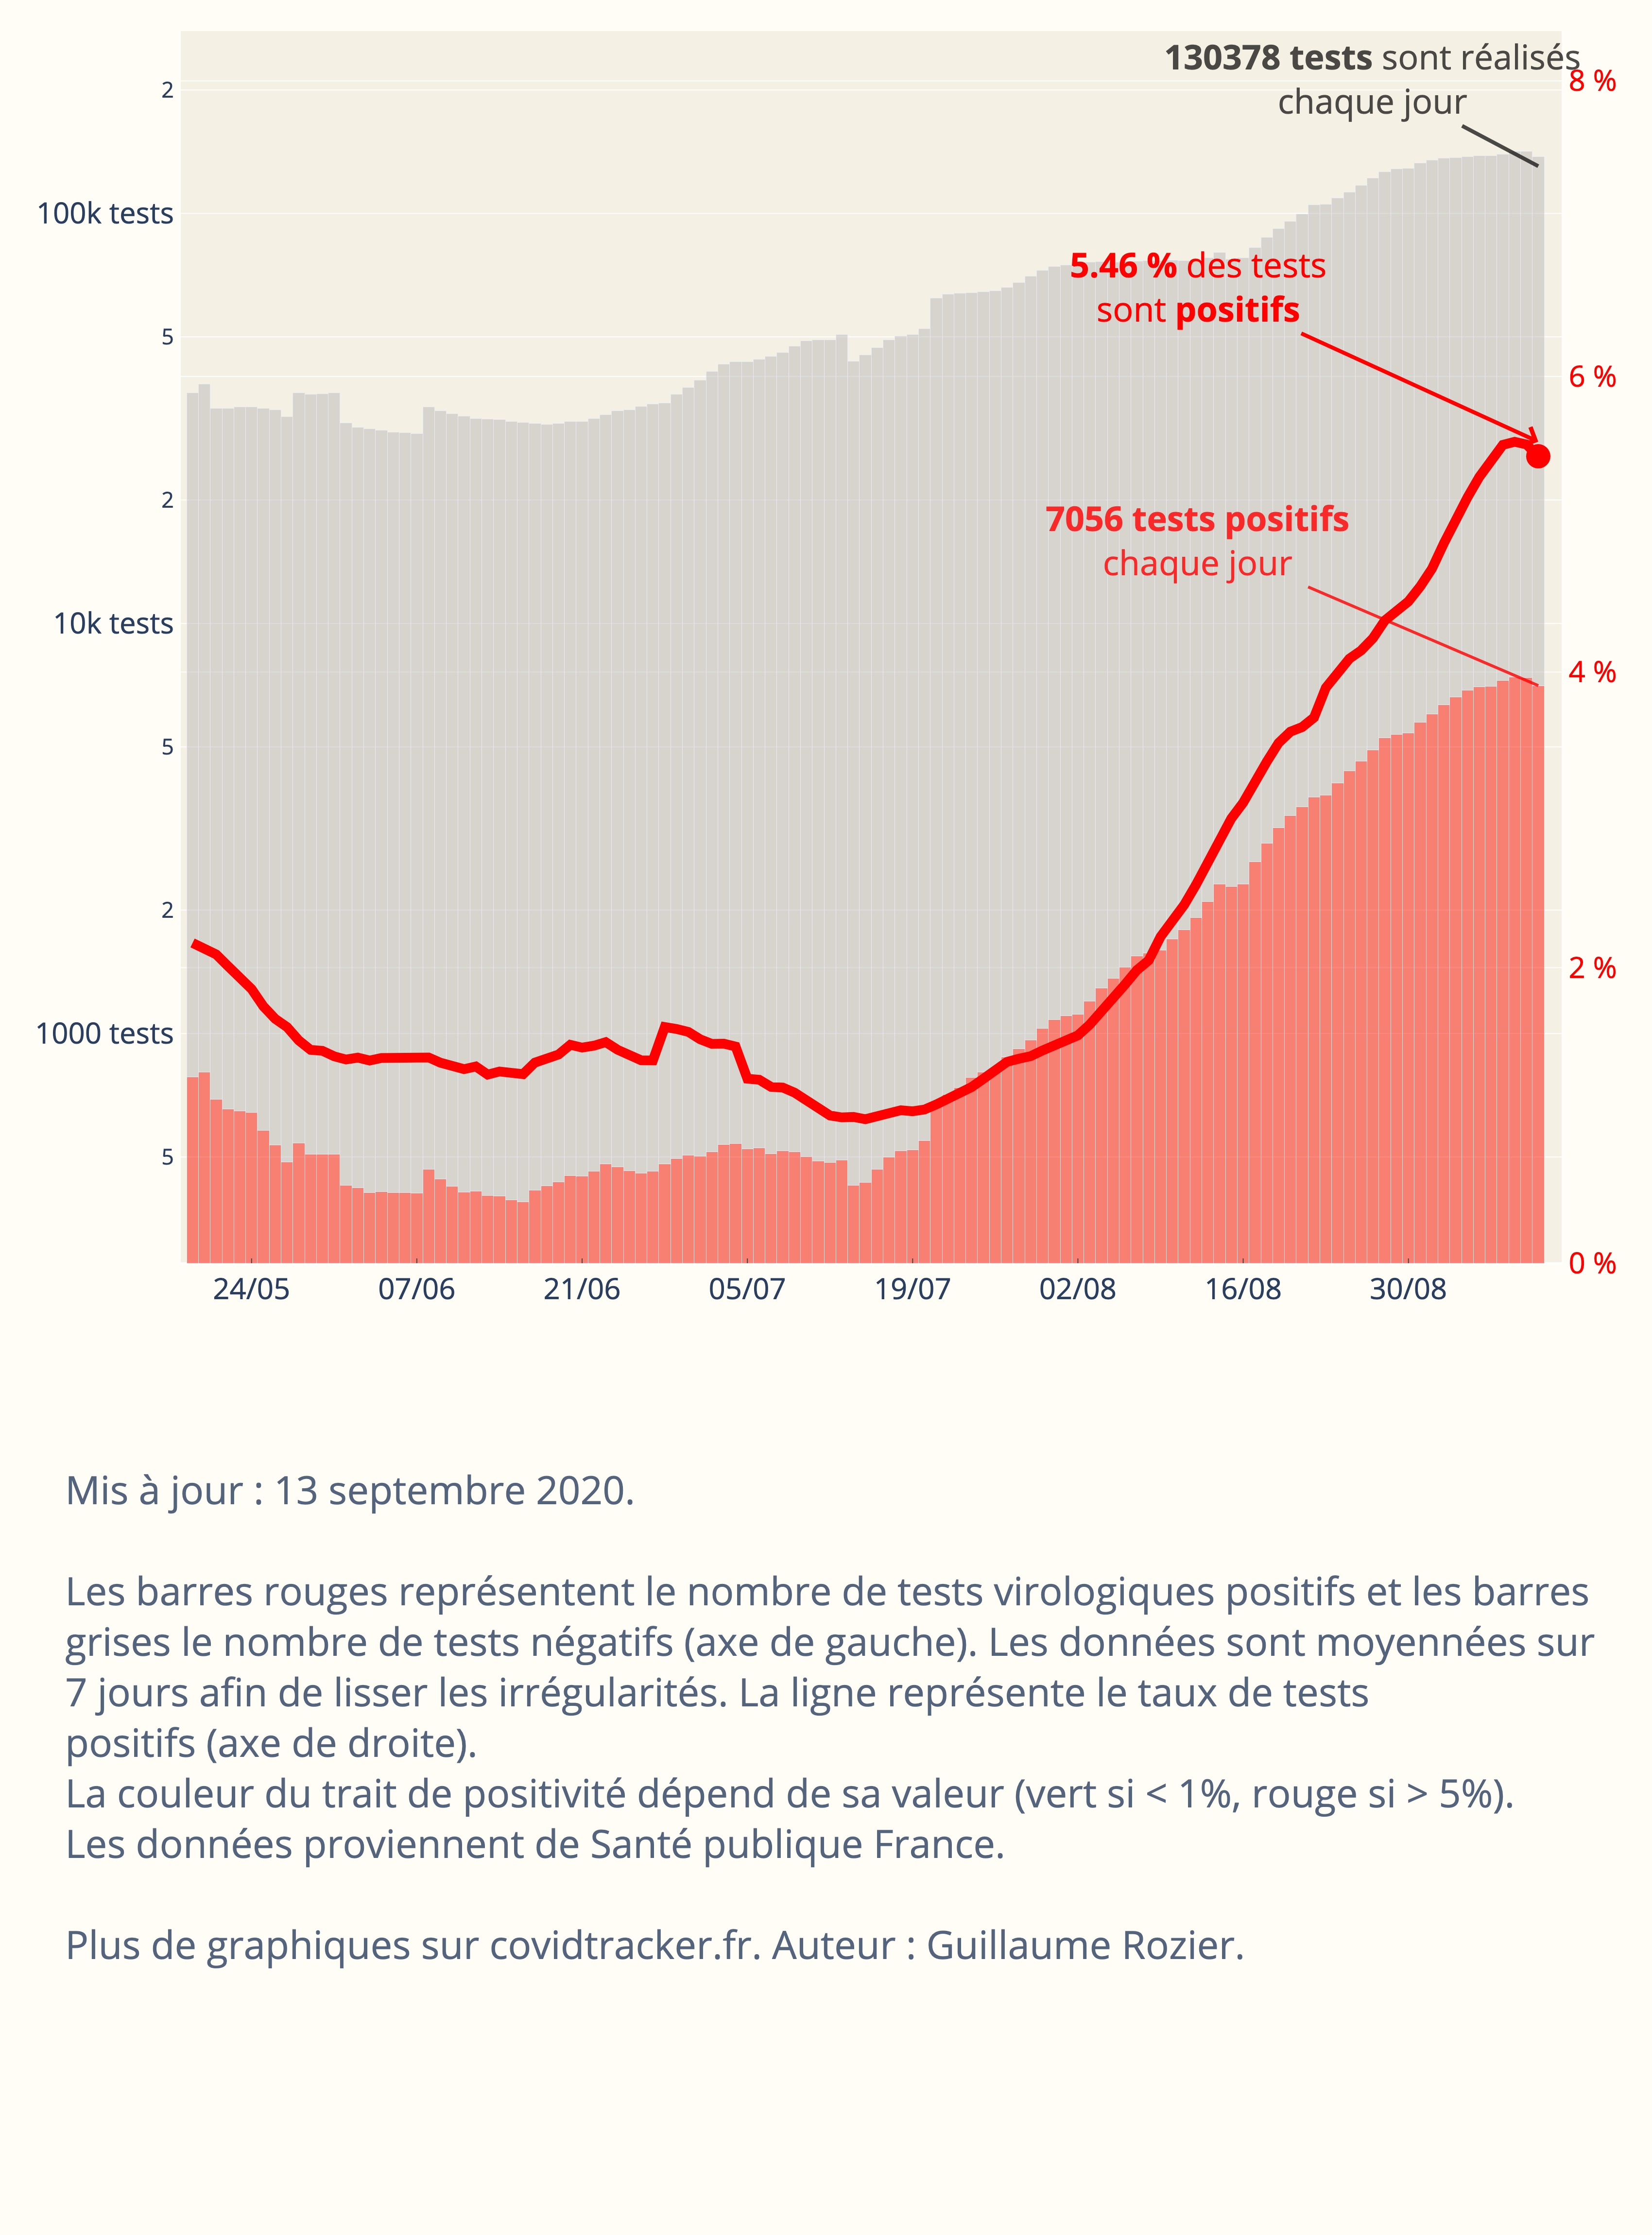 130378 tests sont réalisés
chaque jour
8 %
2
100k tests
5.46 % des tests
sont positifs
5
6 %
2
7056 tests positifs
chaque jour
10k tests
4 %
5
2
2 %
1000 tests
5
0 %
24/05 07/06 21/06 05/07 19/07 02/08 16/08 30/08
Mis à jour : 13 septembre 2020.
Les barres rouges représentent le nombre de tests virologiques positifs et les barres
grises le nombre de tests négatifs (axe de gauche). Les données sont moyennées sur
7 jours afin de lisser les irrégularités. La ligne représente le taux de tests
positifs (axe de droite).
La couleur du trait de positivité dépend de sa valeur (vert si < 1%, rouge si > 5%).
Les données proviennent de Santé publique France.
Plus de graphiques sur covidtracker.fr. Auteur : Guillaume Rozier.